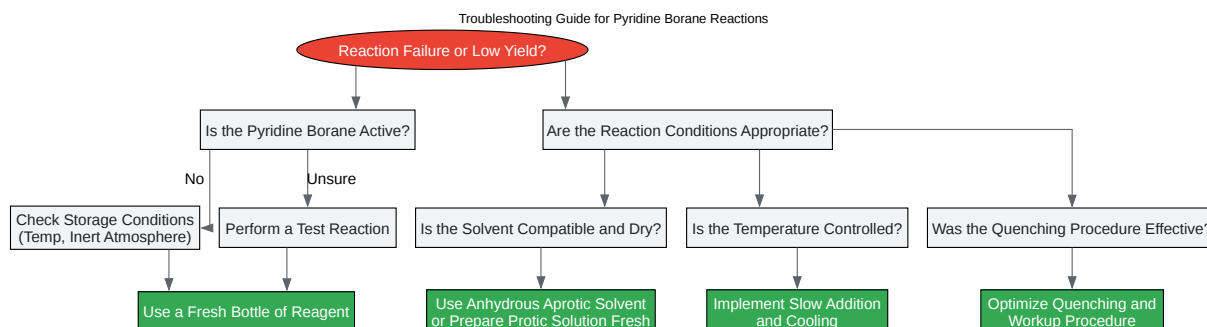 Troubleshooting Guide for Pyridine Borane Reactions
Reaction Failure or Low Yield?
Is the Pyridine Borane Active?
Are the Reaction Conditions Appropriate?
No
Unsure
Check Storage Conditions
(Temp, Inert Atmosphere)
Perform a Test Reaction
Is the Solvent Compatible and Dry?
Is the Temperature Controlled?
Was the Quenching Procedure Effective?
Use a Fresh Bottle of Reagent
Use Anhydrous Aprotic Solvent
or Prepare Protic Solution Fresh
Implement Slow Addition
and Cooling
Optimize Quenching and
Workup Procedure